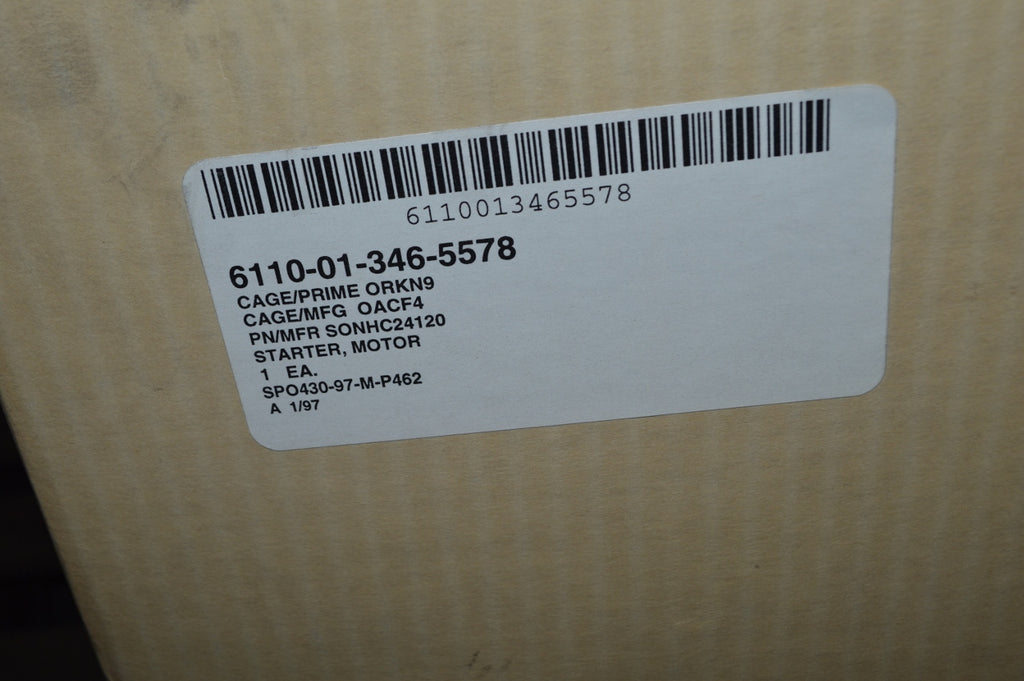 6110013465578
6110-01-346-5578
CAGE/PRIME ORKN9
CAGE/MFG OACF4
PN/MFR SONHC24120
STARTER, MOTOR
1 EA.
SPO430-97-M-P462
A 1/97